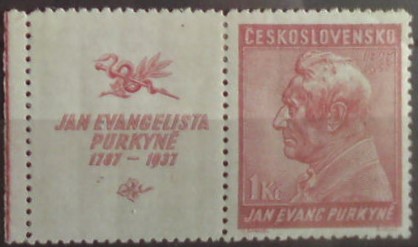 JAN EVANGELISTA
PURKYNĚ
1787 – 1937
ČESKOSLOVENSKO
1 Kč
JAN EVANG PURKYNĚ